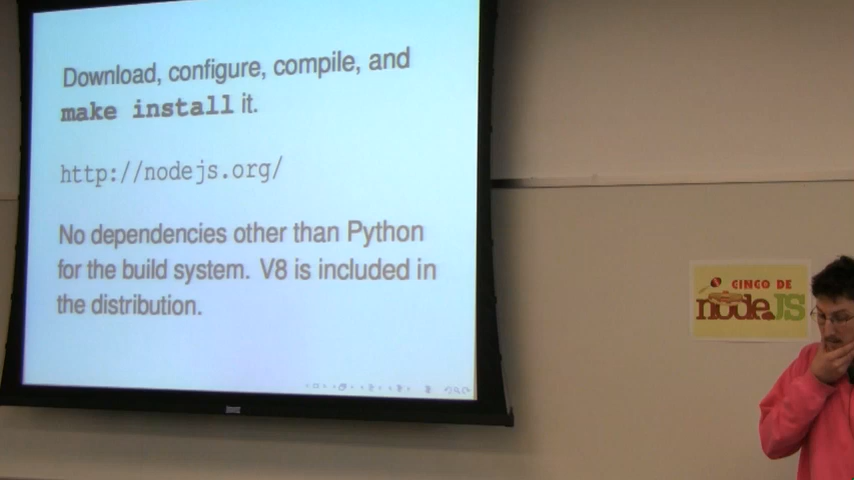 Download, configure, compile, and
make install it.
http://nodejs.org/
No dependencies other than Python
for the build system. V8 is included in
the distribution.
CINCO DE
nodeJS